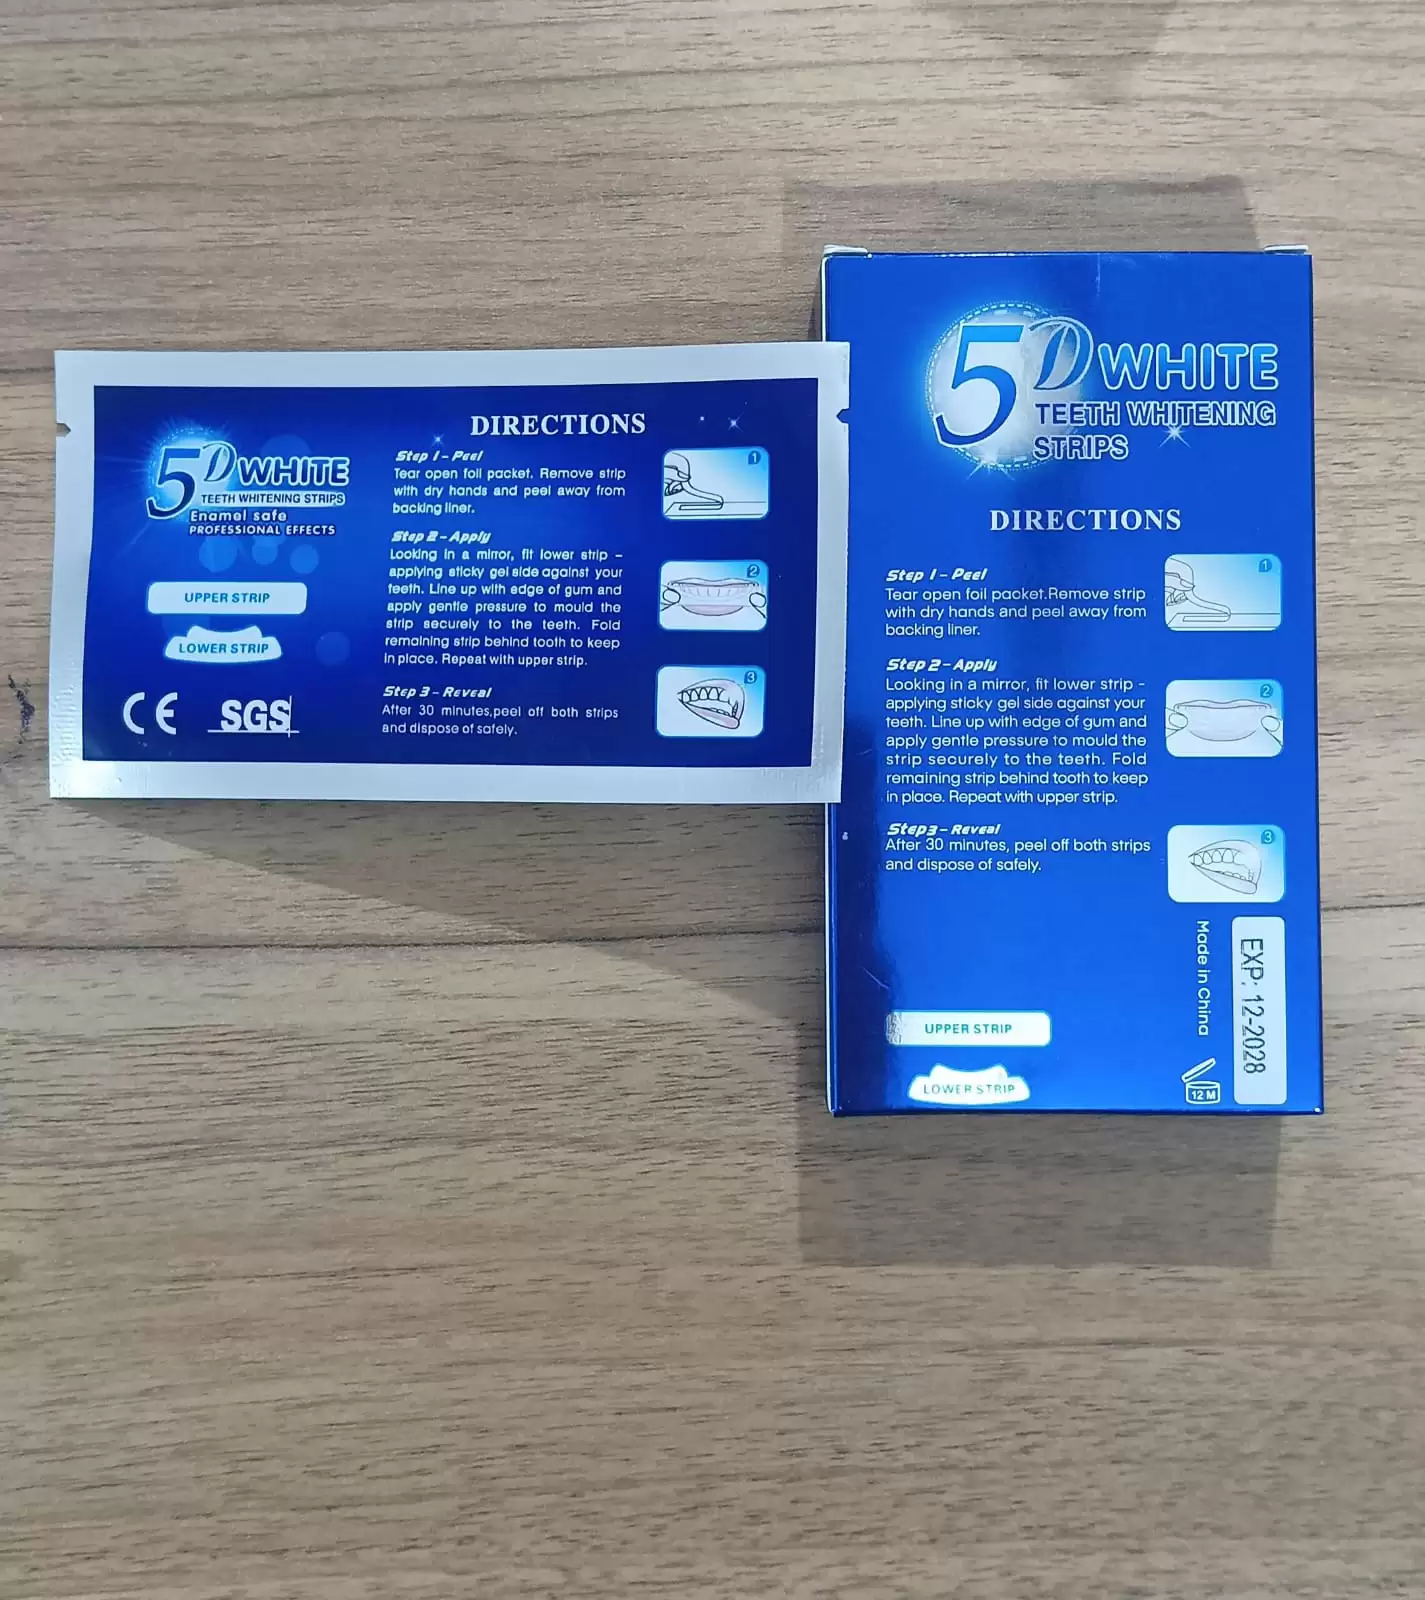 5D WHITE
TEETH WHITENING STRIPS
Enamel safe
PROFESSIONAL EFFECTS
UPPER STRIP
LOWER STRIP
CE SGS
DIRECTIONS
Step 1 - Peel
Tear open foil packet. Remove strip
with dry hands and peel away from
backing liner.
1
Step 2 - Apply
Looking in a mirror, fit lower strip -
applying sticky gel side against your
teeth. Line up with edge of gum and
apply gentle pressure to mould the
strip securely to the teeth. Fold
remaining strip behind tooth to keep
in place. Repeat with upper strip.
2
Step 3 - Reveal
After 30 minutes,peel off both strips
and dispose of safely.
3
5D WHITE
TEETH WHITENING
STRIPS
DIRECTIONS
Step 1 - Peel
Tear open foil packet.Remove strip
with dry hands and peel away from
backing liner.
1
Step 2 - Apply
Looking in a mirror, fit lower strip -
applying sticky gel side against your
teeth. Line up with edge of gum and
apply gentle pressure to mould the
strip securely to the teeth. Fold
remaining strip behind tooth to keep
in place. Repeat with upper strip.
2
Step3 - Reveal
After 30 minutes, peel off both strips
and dispose of safely.
3
UPPER STRIP
LOWER STRIP
Made in China
12 M
EXP: 12-2028